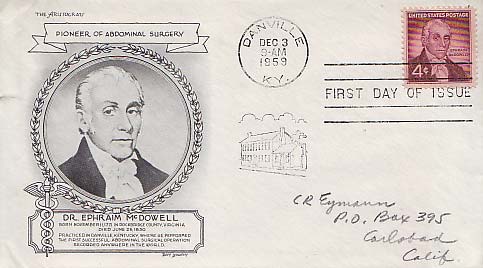 THE ARISTOCRATS
PIONEER OF ABDOMINAL SURGERY
DR. EPHRAIM McDOWELL
BORN NOVEMBER 11, 1771 IN ROCKBRIDGE COUNTY, VIRGINIA
DIED JUNE 25, 1830
PRACTICED IN DANVILLE, KENTUCKY, WHERE HE PERFORMED
THE FIRST SUCCESSFUL ABDOMINAL SURGICAL OPERATION
RECORDED ANYWHERE IN THE WORLD.
DANVILLE
DEC 3
9-AM
1959
KY.
UNITED STATES POSTAGE
EPHRAIM
McDOWELL
4¢
FIRST DAY OF ISSUE
CR Eymann
P.O. Box 395
Carlsbad
Calif.